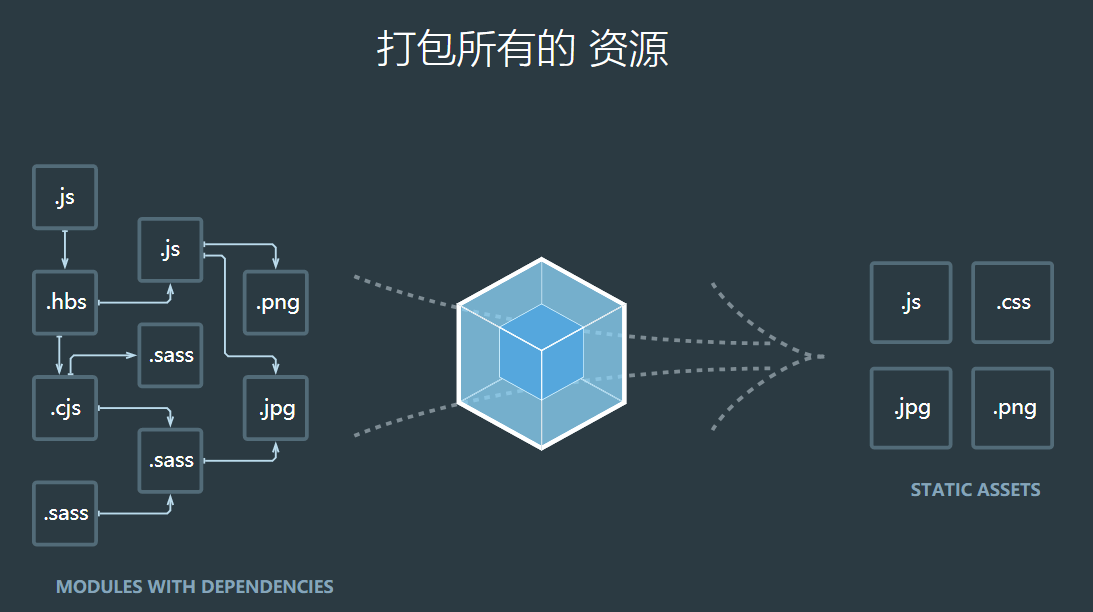 打包所有的 资源
.js
.js
.hbs
.png
.sass
.cjs
.jpg
.sass
.sass
MODULES WITH DEPENDENCIES
.js
.css
.jpg
.png
STATIC ASSETS